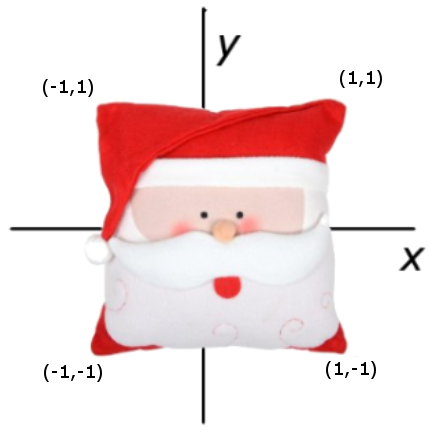 y
(-1,1)
(1,1)
x
(-1,-1)
(1,-1)